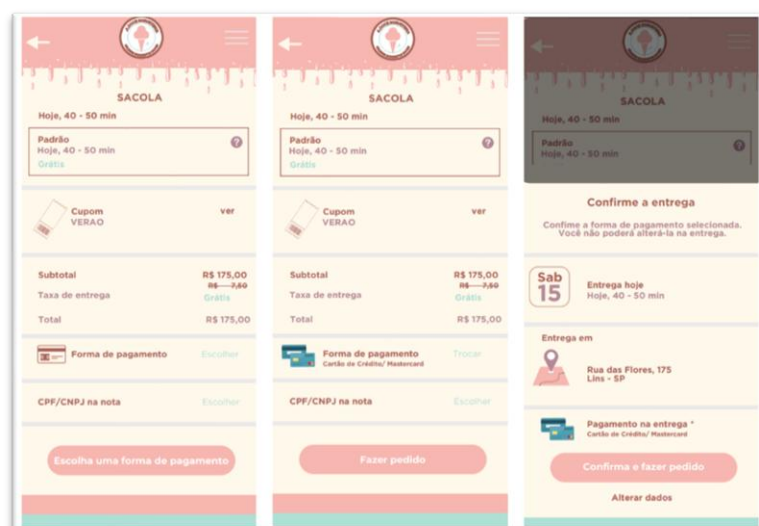 SACOLA
Hoje, 40 - 50 min
Padrão
Hoje, 40 - 50 min
Grátis
?
Cupom
VERAO
ver
Subtotal R$ 175,00
R$ 7,50
Taxa de entrega Grátis
Total R$ 175,00
Forma de pagamento Escolher
CPF/CNPJ na nota Escolher
Escolha uma forma de pagamento
SACOLA
Hoje, 40 - 50 min
Padrão
Hoje, 40 - 50 min
Grátis
?
Cupom
VERAO
ver
Subtotal R$ 175,00
R$ 7,50
Taxa de entrega Grátis
Total R$ 175,00
Forma de pagamento Trocar
Cartão de Crédito/ Mastercard
CPF/CNPJ na nota Escolher
Fazer pedido
SACOLA
Hoje, 40 - 50 min
Padrão
Hoje, 40 - 50 min
?
Confirme a entrega
Confime a forma de pagamento selecionada.
Você não poderá alterá-la na entrega.
Sab
15
Entrega hoje
Hoje, 40 - 50 min
Entrega em
Rua das Flores, 175
Lins - SP
Pagamento na entrega *
Cartão de Crédito/ Mastercard
Confirma e fazer pedido
Alterar dados